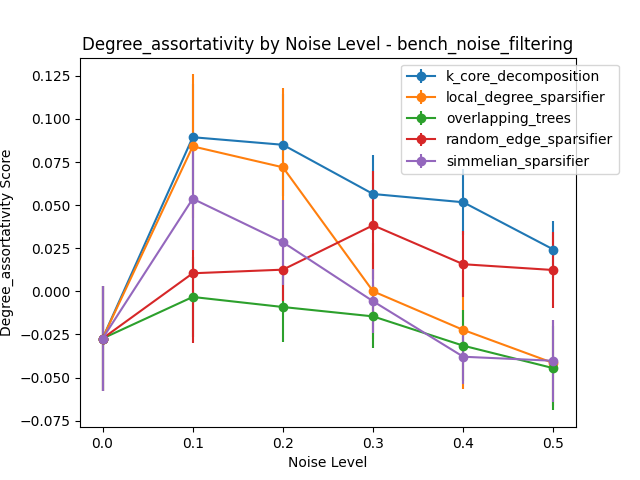 Degree_assortativity by Noise Level - bench_noise_filtering
Degree_assortativity Score
0.125
0.100
0.075
0.050
0.025
0.000
−0.025
−0.050
−0.075
k_core_decomposition
local_degree_sparsifier
overlapping_trees
random_edge_sparsifier
simmelian_sparsifier
0.0 0.1 0.2 0.3 0.4 0.5
Noise Level